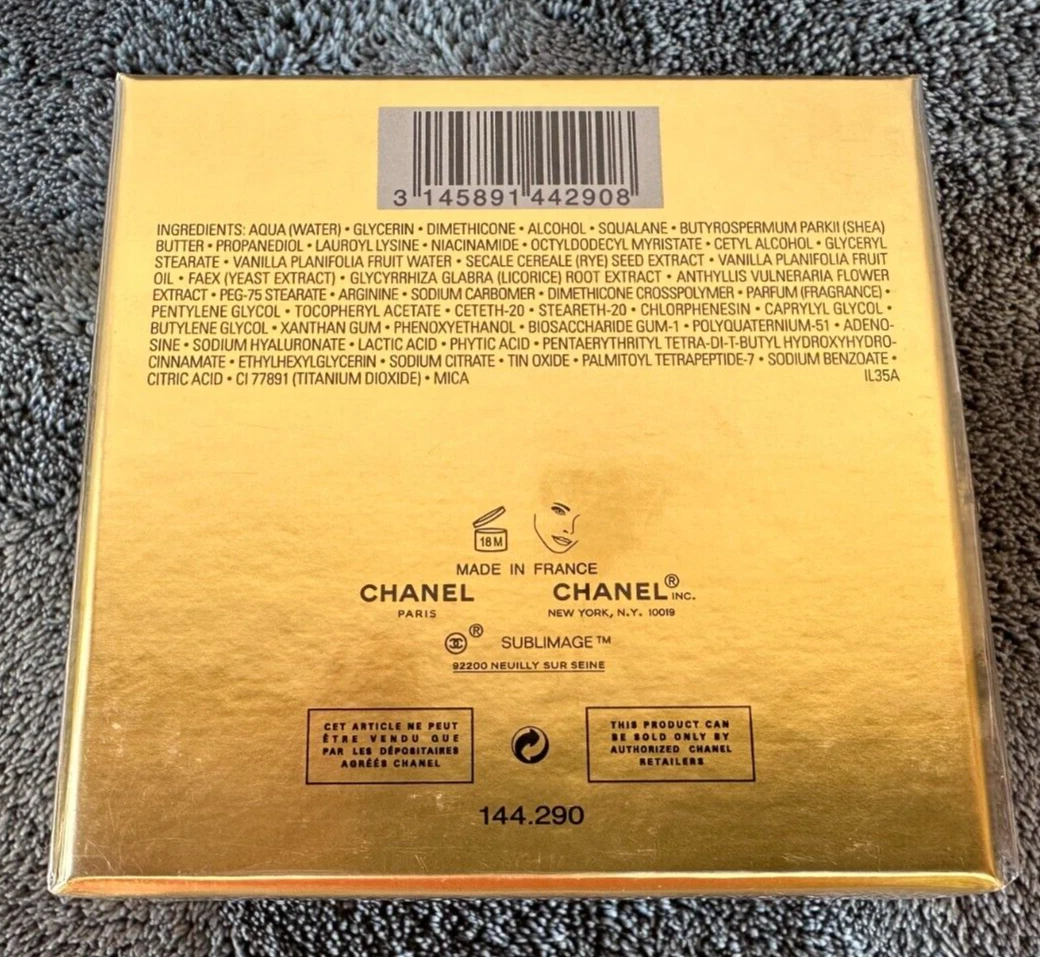 3 145891 442908
INGREDIENTS: AQUA (WATER) • GLYCERIN • DIMETHICONE • ALCOHOL • SQUALANE • BUTYROSPERMUM PARKII (SHEA)
BUTTER • PROPANEDIOL • LAUROYL LYSINE • NIACINAMIDE • OCTYLDODECYL MYRISTATE • CETYL ALCOHOL • GLYCERYL
STEARATE • VANILLA PLANIFOLIA FRUIT WATER • SECALE CEREALE (RYE) SEED EXTRACT • VANILLA PLANIFOLIA FRUIT
OIL • FAEX (YEAST EXTRACT) • GLYCYRRHIZA GLABRA (LICORICE) ROOT EXTRACT • ANTHYLLIS VULNERARIA FLOWER
EXTRACT • PEG-75 STEARATE • ARGININE • SODIUM CARBOMER • DIMETHICONE CROSSPOLYMER • PARFUM (FRAGRANCE) •
PENTYLENE GLYCOL • TOCOPHERYL ACETATE • CETETH-20 • STEARETH-20 • CHLORPHENESIN • CAPRYLYL GLYCOL •
BUTYLENE GLYCOL • XANTHAN GUM • PHENOXYETHANOL • BIOSACCHARIDE GUM-1 • POLYQUATERNIUM-51 • ADENO-
SINE • SODIUM HYALURONATE • LACTIC ACID • PHYTIC ACID • PENTAERYTHRITYL TETRA-DI-T-BUTYL HYDROXYHYDRO-
CINNAMATE • ETHYLHEXYLGLYCERIN • SODIUM CITRATE • TIN OXIDE • PALMITOYL TETRAPEPTIDE-7 • SODIUM BENZOATE •
CITRIC ACID • CI 77891 (TITANIUM DIOXIDE) • MICA IL35A
18 M
MADE IN FRANCE
CHANEL CHANEL® INC.
PARIS NEW YORK, N.Y. 10019
® SUBLIMAGE™
92200 NEUILLY SUR SEINE
CET ARTICLE NE PEUT
ÊTRE VENDU QUE
PAR LES DÉPOSITAIRES
AGRÉÉS CHANEL
THIS PRODUCT CAN
BE SOLD ONLY BY
AUTHORIZED CHANEL
RETAILERS
144.290